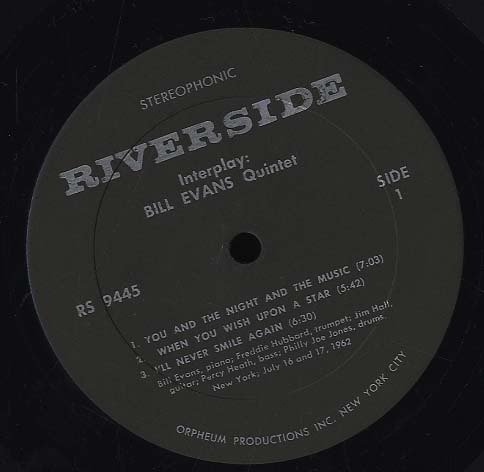 STEREOPHONIC
RIVERSIDE
Interplay:
BILL EVANS Quintet
SIDE
1
RS 9445
1. YOU AND THE NIGHT AND THE MUSIC (7:03)
2. WHEN YOU WISH UPON A STAR (5:42)
3. I'LL NEVER SMILE AGAIN (6:30)
Bill Evans, piano; Freddie Hubbard, trumpet; Jim Hall,
guitar; Percy Heath, bass; Philly Joe Jones, drums.
New York; July 16 and 17, 1962
ORPHEUM PRODUCTIONS INC. NEW YORK CITY